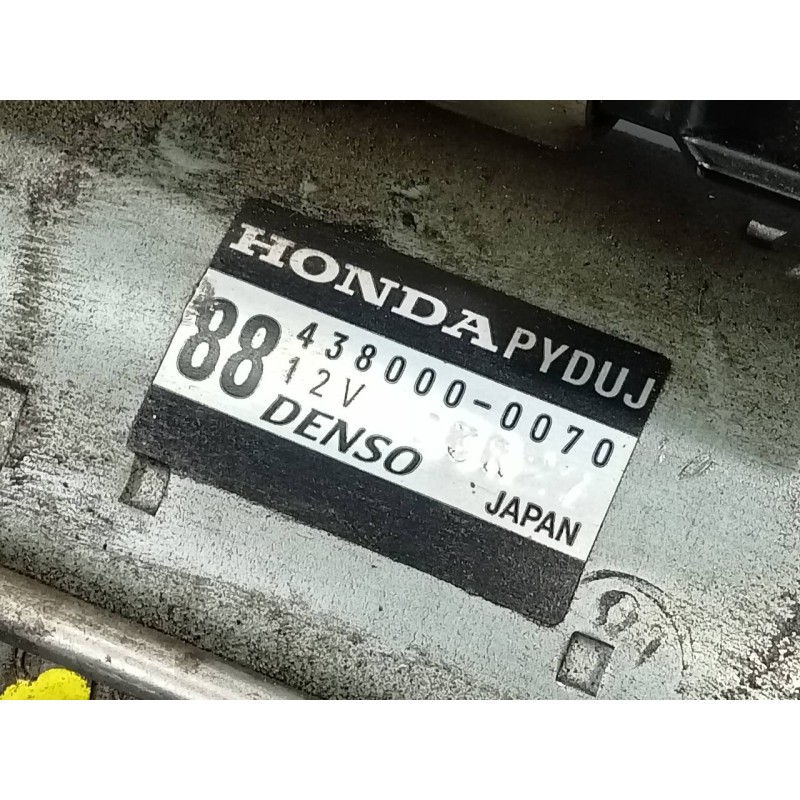 HONDA PYDUJ
88 438000-0070
12V
DENSO
JAPAN